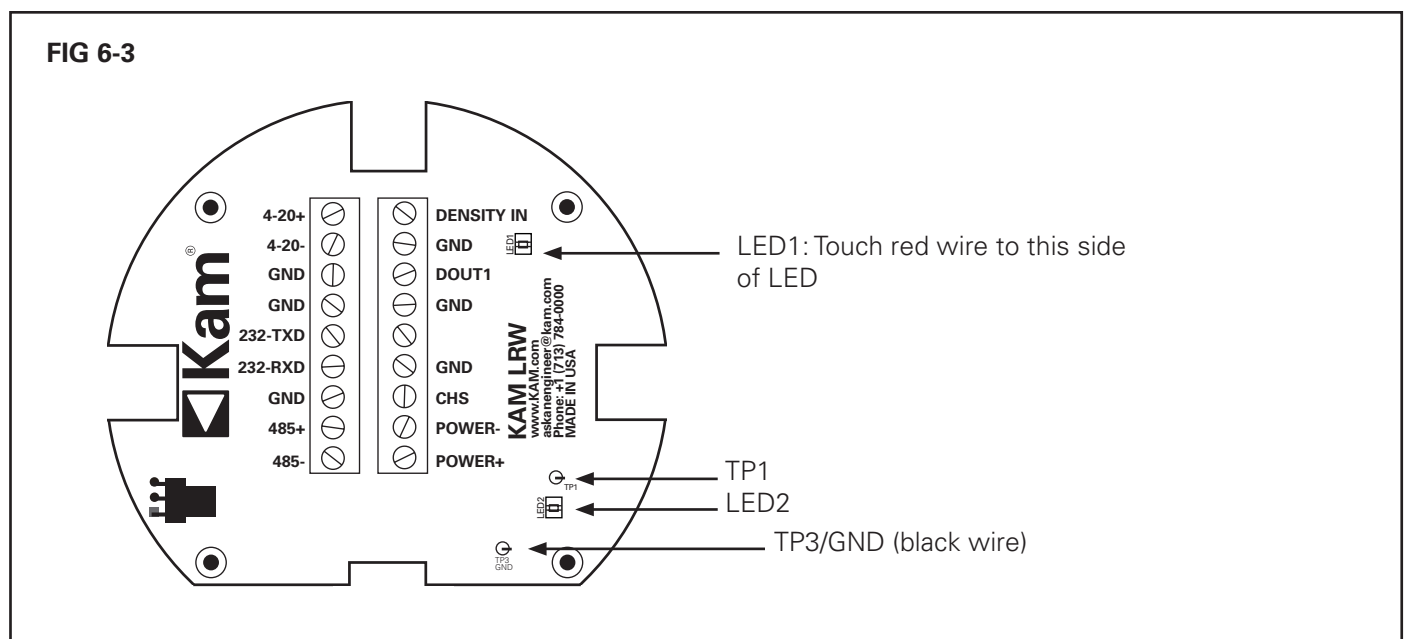 FIG 6-3
4-20+
4-20-
GND
GND
232-TXD
232-RXD
GND
485+
485-
DENSITY IN
GND
DOUT1
GND
GND
CHS
POWER-
POWER+
Kam®
KAM LRW
www.KAM.com
askanengineer@kam.com
Phone: +1 (713) 784-0000
MADE IN USA
LED1
LED1: Touch red wire to this side
of LED
TP1
TP1
LED2
LED2
TP3
GND
TP3/GND (black wire)